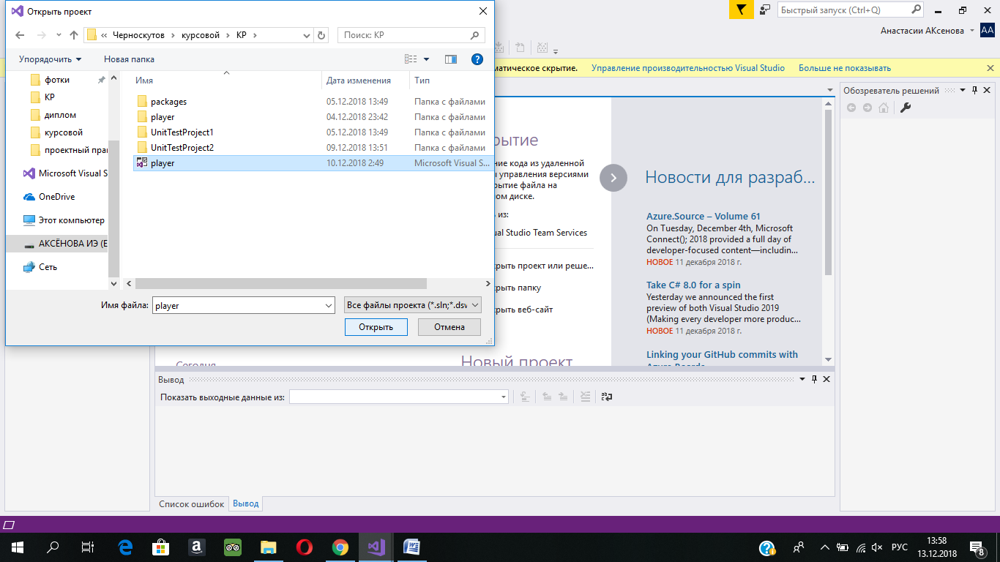 Открыть проект
Быстрый запуск (Ctrl+Q)
« Черноскутов › курсовой › КР ›
Поиск: КР
Анастасии АКсенова
АА
Упорядочить
Новая папка
матическое скрытие.
Управление производительностью Visual Studio
Больше не показывать
Имя
Дата изменения
Тип
фотки
КР
диплом
курсовой
проектный пра
Microsoft Visual S
OneDrive
Этот компьютер
АКСЁНОВА ИЭ (E
Сеть
packages 05.12.2018 13:49 Папка с файлами
player 04.12.2018 23:42 Папка с файлами
UnitTestProject1 05.12.2018 13:49 Папка с файлами
UnitTestProject2 09.12.2018 13:51 Папка с файлами
player 10.12.2018 2:49 Microsoft Visual S...
Имя файла:
player
Все файлы проекта (*.sln;*.dsw
Открыть
Отмена
Обозреватель решений
рытие
ние кода из удаленной
ы управления версиями
крытие файла на
ном диске.
ь из:
ual Studio Team Services
крыть проект или реше...
крыть папку
крыть веб-сайт
Новости для разраб...
Azure.Source – Volume 61
On Tuesday, December 4th, Microsoft
Connect(); 2018 provided a full day of
developer-focused content—includin...
НОВОЕ 11 декабря 2018 г.
Take C# 8.0 for a spin
Yesterday we announced the first
preview of both Visual Studio 2019
(Making every developer more produc...
НОВОЕ 11 декабря 2018 г.
Linking your GitHub commits with
Azure Boards
Сегодня
Новый проект
Вывод
Показать выходные данные из:
Список ошибок
Вывод
РУС
13:58
13.12.2018
8